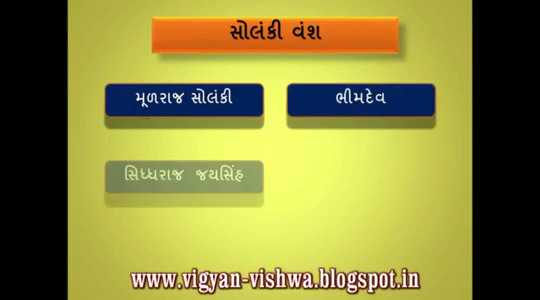 સોલંકી વંશ
મૂળરાજ સોલંકી
ભીમદેવ
સિધ્ધરાજ જયસિંહ
www.vigyan-vishwa.blogspot.in